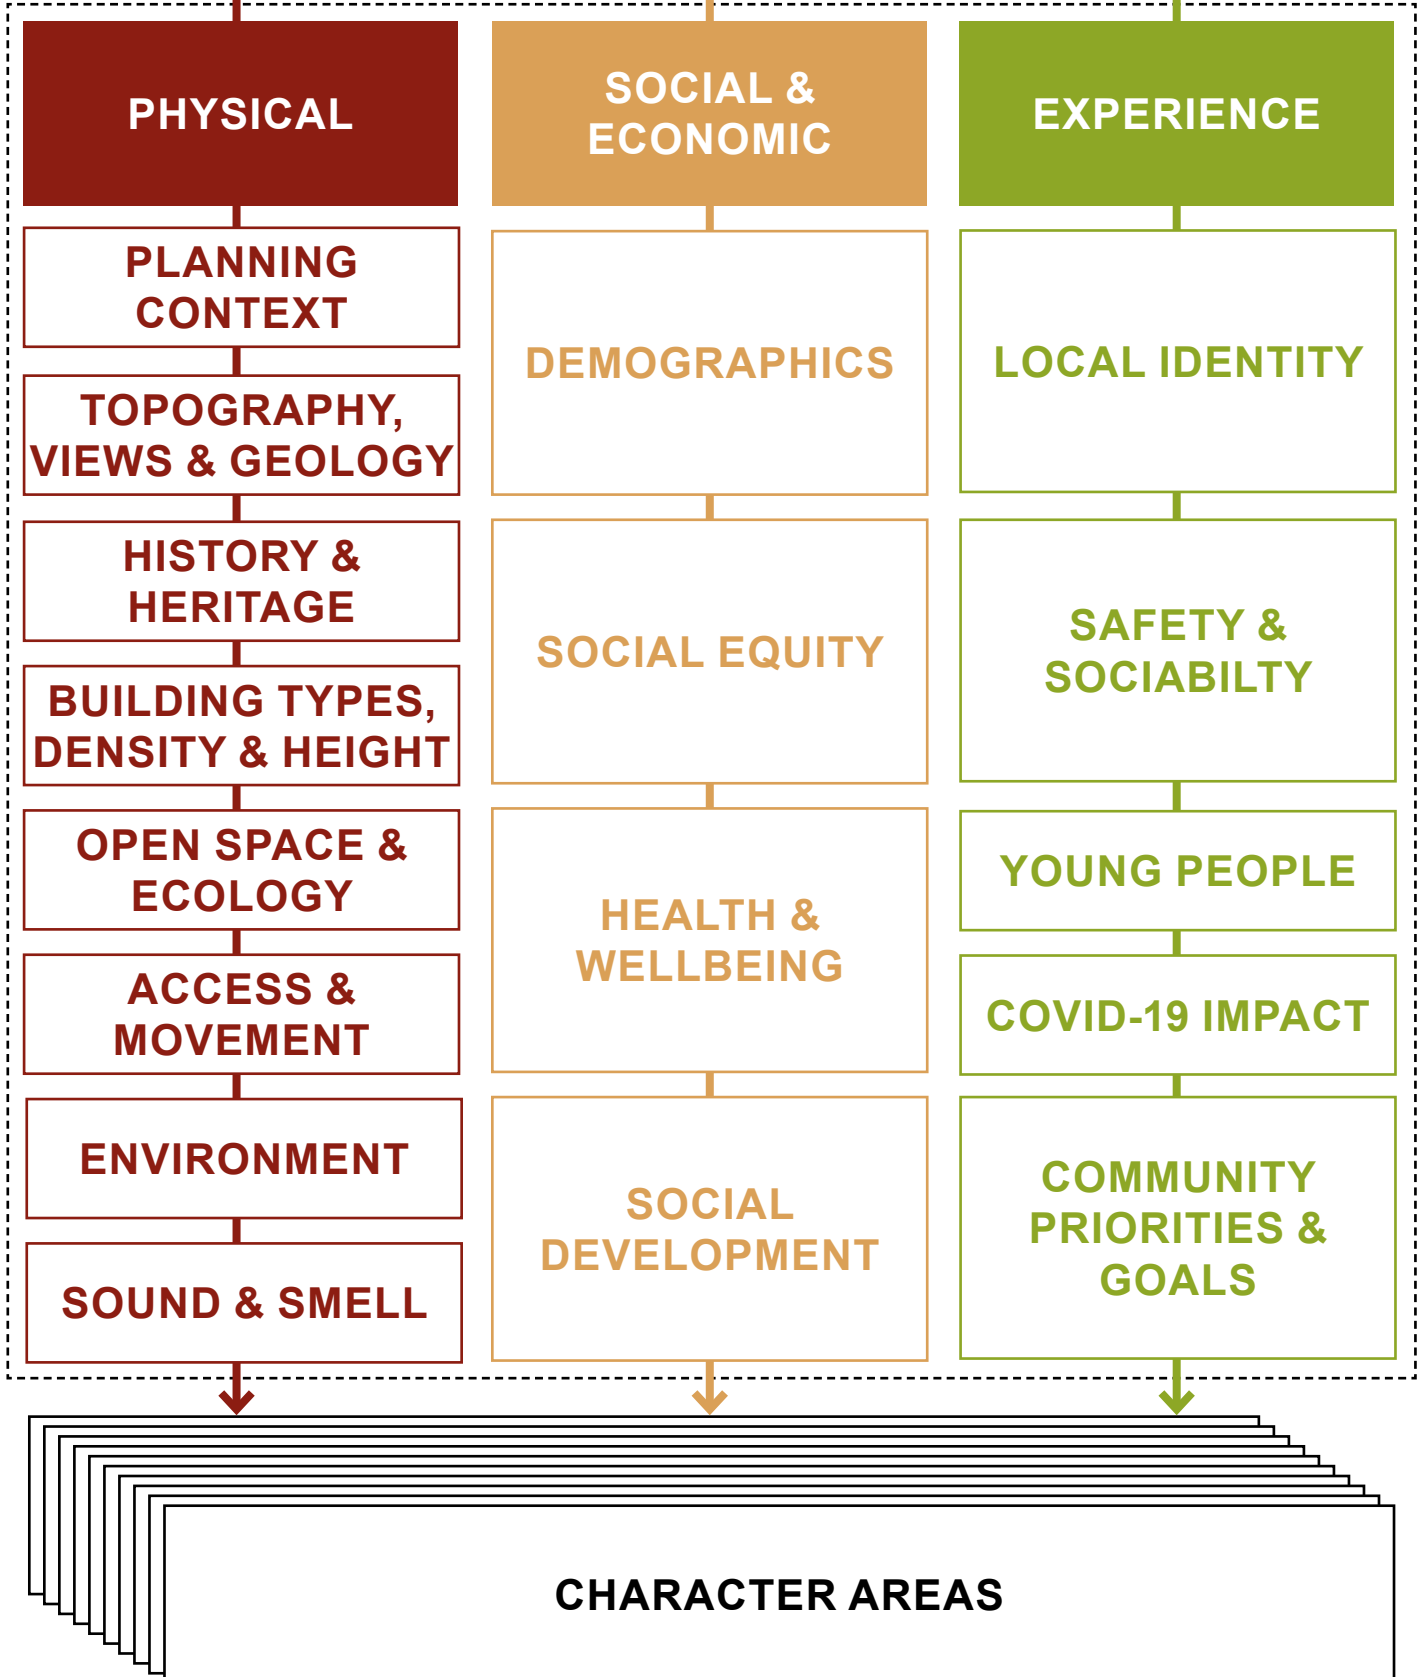 PHYSICAL
PLANNING
CONTEXT
TOPOGRAPHY,
VIEWS & GEOLOGY
HISTORY &
HERITAGE
BUILDING TYPES,
DENSITY & HEIGHT
OPEN SPACE &
ECOLOGY
ACCESS &
MOVEMENT
ENVIRONMENT
SOUND & SMELL
SOCIAL &
ECONOMIC
DEMOGRAPHICS
SOCIAL EQUITY
HEALTH &
WELLBEING
SOCIAL
DEVELOPMENT
EXPERIENCE
LOCAL IDENTITY
SAFETY &
SOCIABILTY
YOUNG PEOPLE
COVID-19 IMPACT
COMMUNITY
PRIORITIES &
GOALS
CHARACTER AREAS